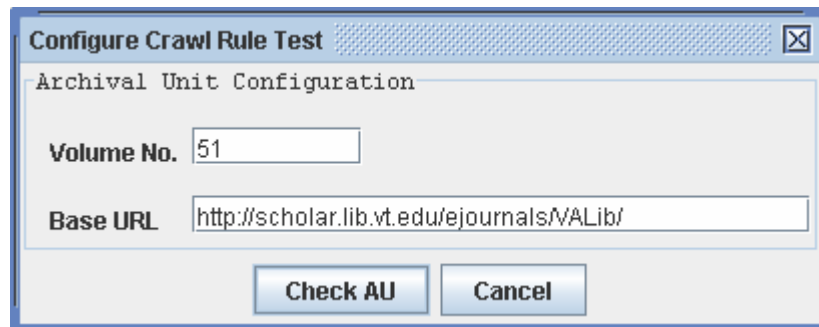 Configure Crawl Rule Test
Archival Unit Configuration
Volume No. 51
Base URL http://scholar.lib.vt.edu/ejournals/VALib/
Check AU Cancel